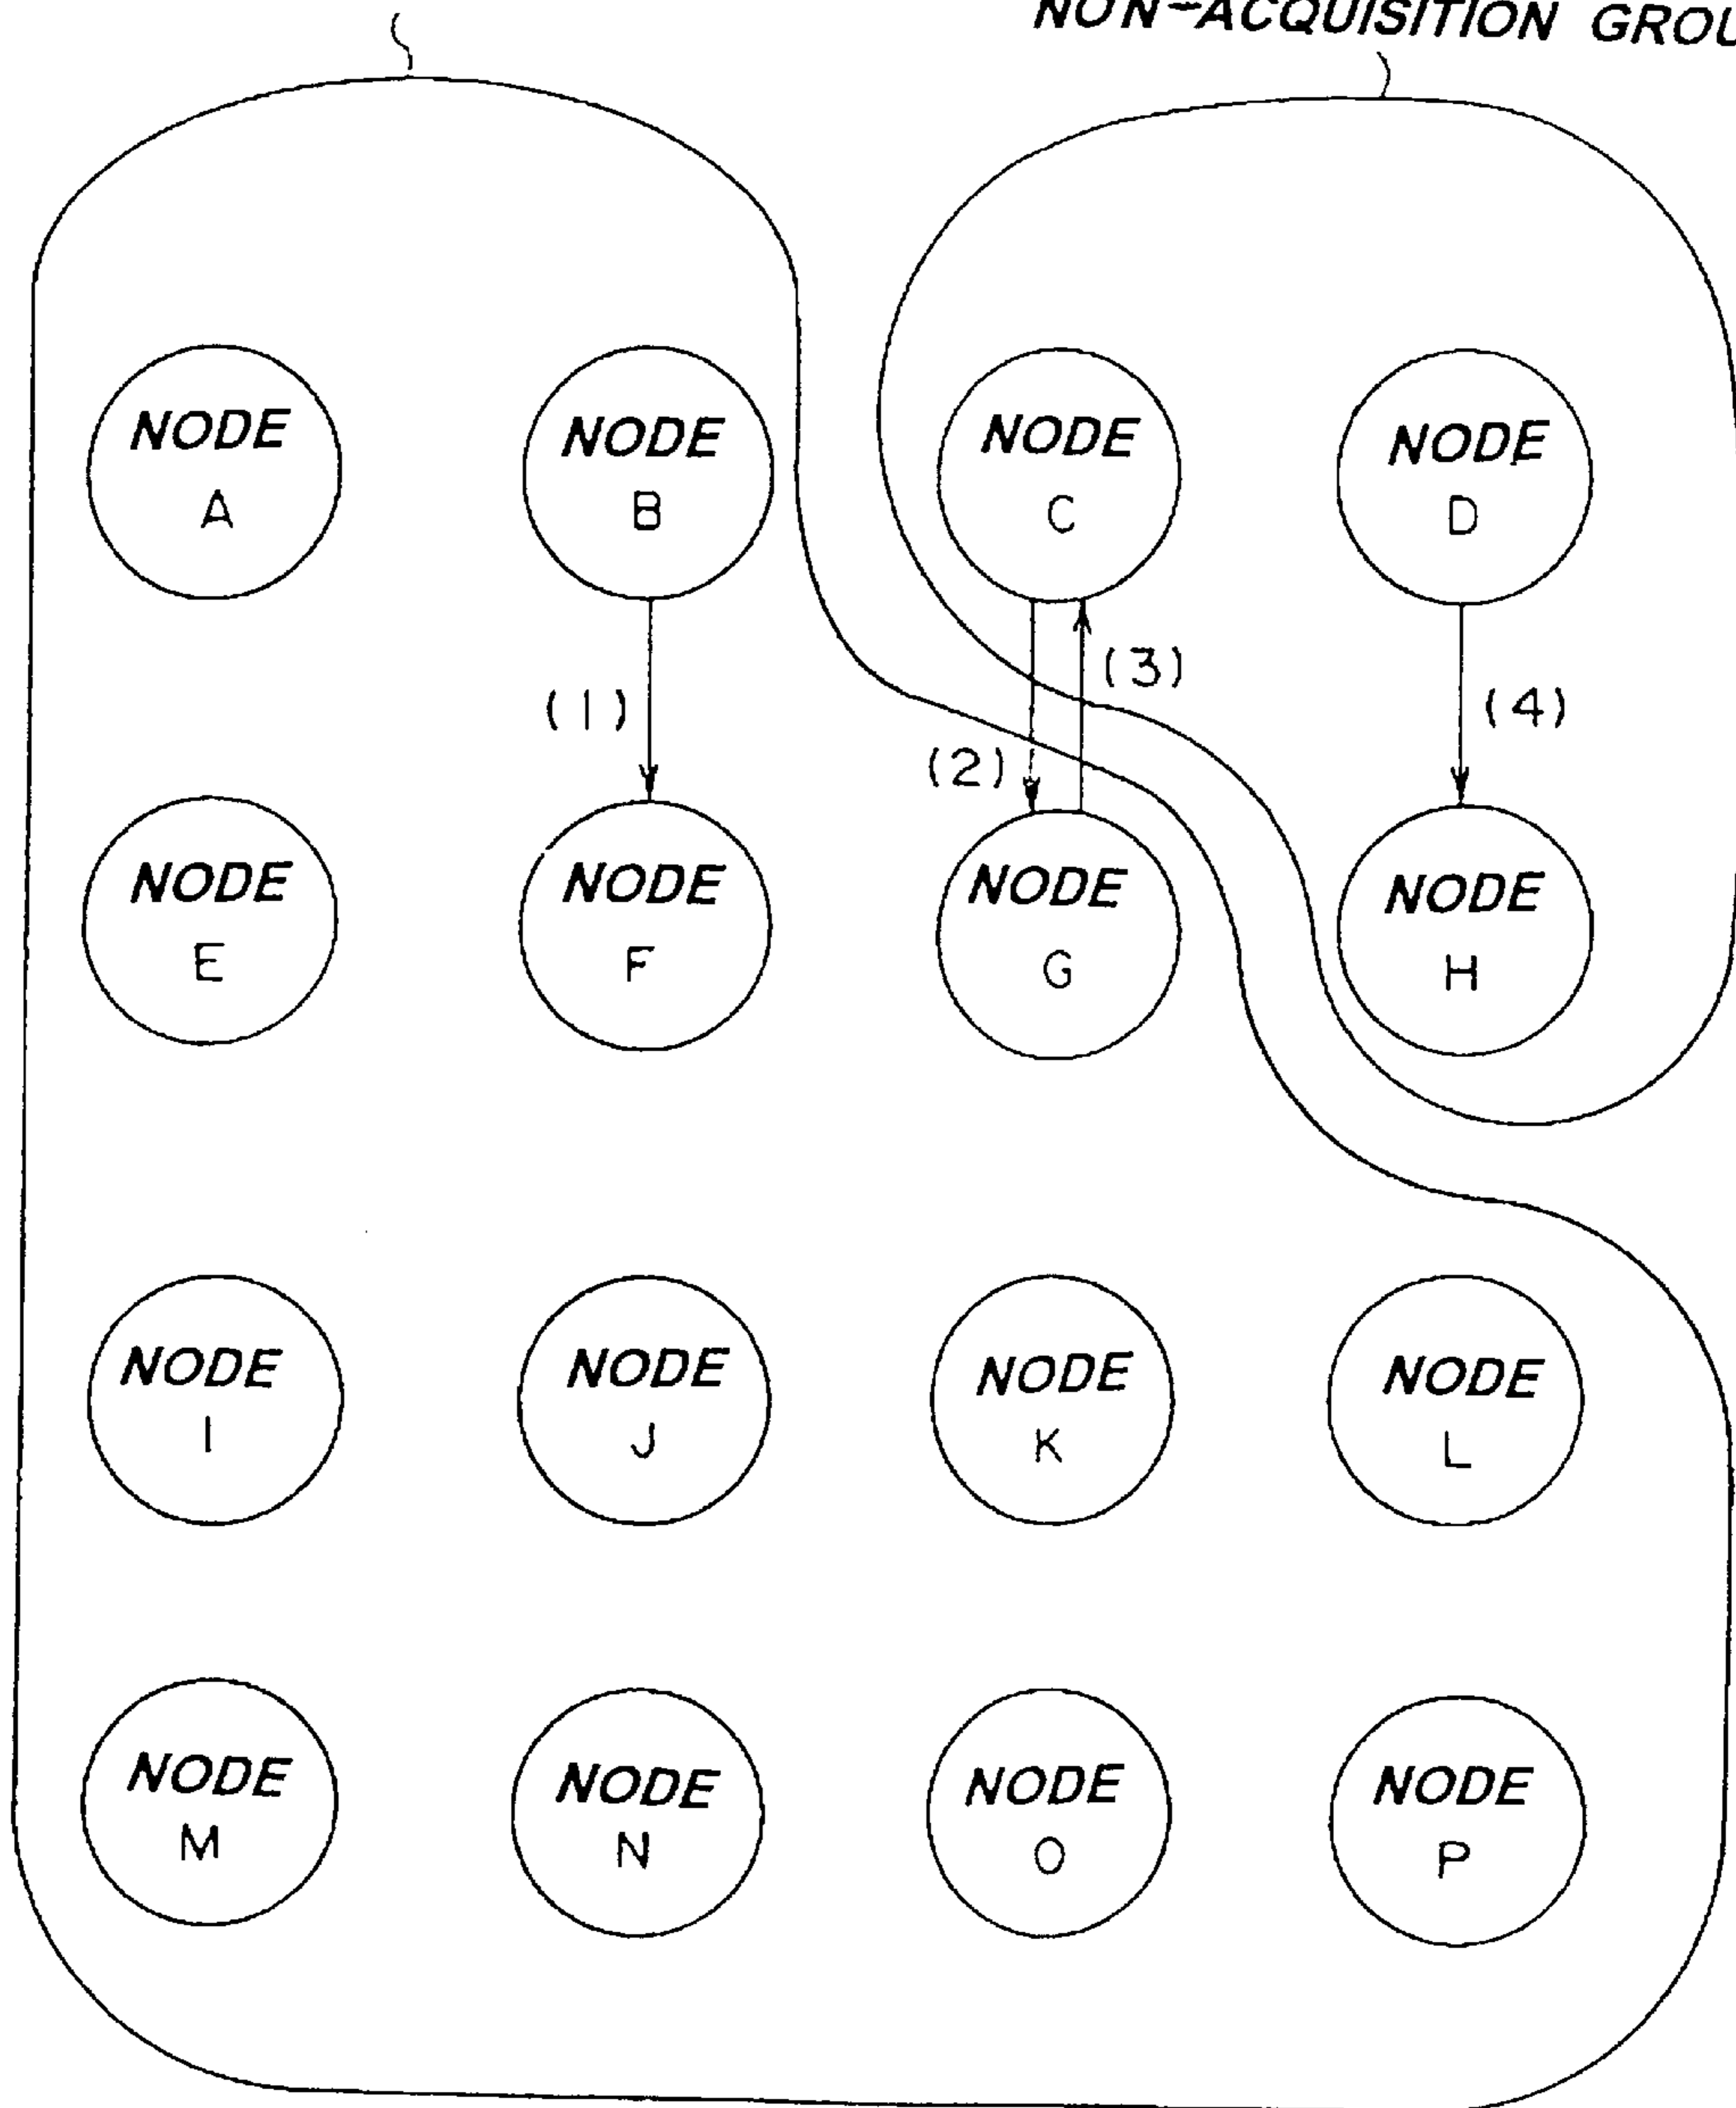 NON-ACQUISITION GROU
NODE
A
NODE
B
NODE
C
NODE
D
(1)
(2)
(3)
(4)
NODE
E
NODE
F
NODE
G
NODE
H
NODE
I
NODE
J
NODE
K
NODE
L
NODE
M
NODE
N
NODE
O
NODE
P